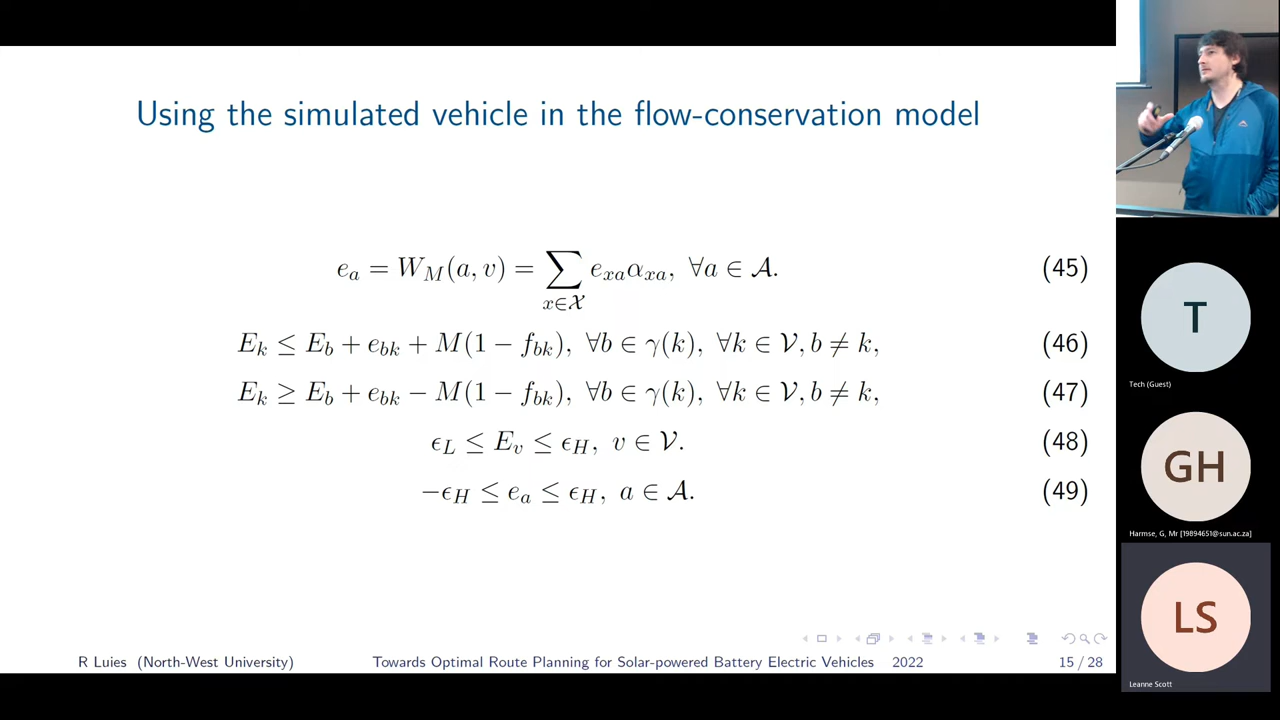 Using the simulated vehicle in the flow-conservation model
e_a = W_M(a, v) = ∑_{x∈𝒳} e_{xa}α_{xa}, ∀a ∈ 𝒜. (45)
E_k ≤ E_b + e_{bk} + M(1 − f_{bk}), ∀b ∈ γ(k), ∀k ∈ 𝒱, b ≠ k, (46)
E_k ≥ E_b + e_{bk} − M(1 − f_{bk}), ∀b ∈ γ(k), ∀k ∈ 𝒱, b ≠ k, (47)
ϵ_L ≤ E_v ≤ ϵ_H, v ∈ 𝒱. (48)
−ϵ_H ≤ e_a ≤ ϵ_H, a ∈ 𝒜. (49)
R Luies (North-West University) Towards Optimal Route Planning for Solar-powered Battery Electric Vehicles 2022 15 / 28
T
Tech (Guest)
GH
Harmse, G, Mr [19894651@sun.ac.za]
LS
Leanne Scott